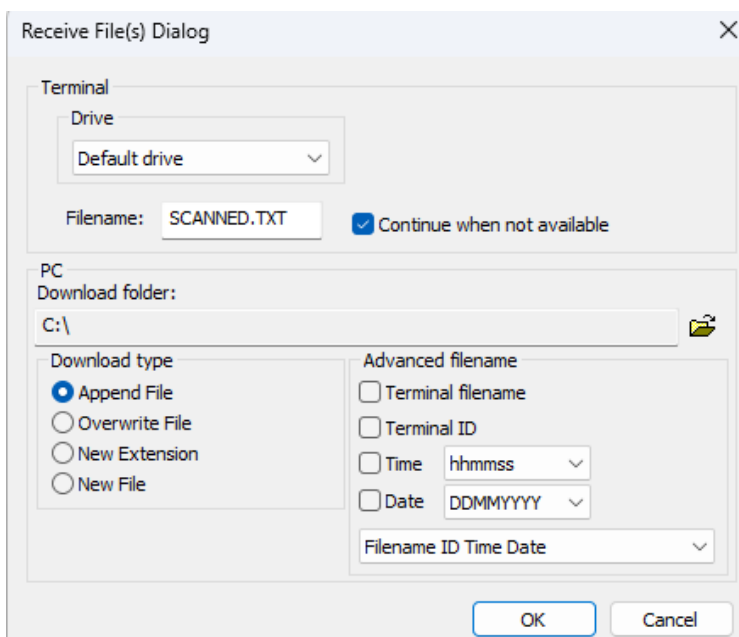 Receive File(s) Dialog
Terminal
Drive
Default drive
Filename: SCANNED.TXT Continue when not available
PC
Download folder:
C:\
Download type
Append File
Overwrite File
New Extension
New File
Advanced filename
Terminal filename
Terminal ID
Time hhmmss
Date DDMMYYYY
Filename ID Time Date
OK Cancel